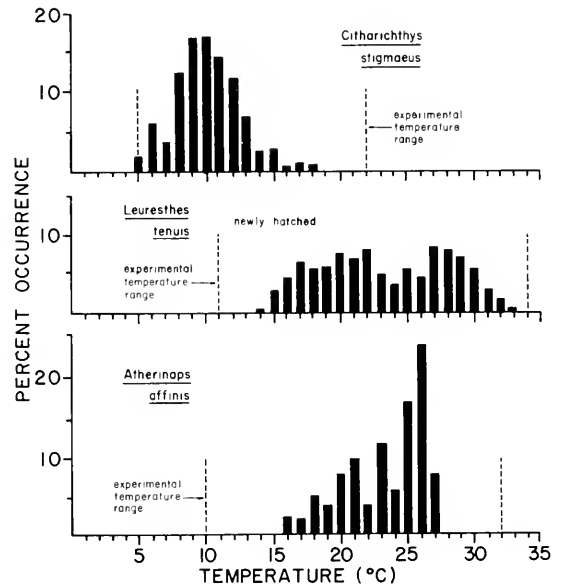 20
10
Citharichthys
stigmaeus
experimental
temperature
range
10
Leuresthes
tenuis
newly hatched
experimental
temperature
range
20
10
Atherinaps
affinis
experimental
temperature
range
PERCENT OCCURRENCE
5 10 15 20 25 30 35
TEMPERATURE (°C)